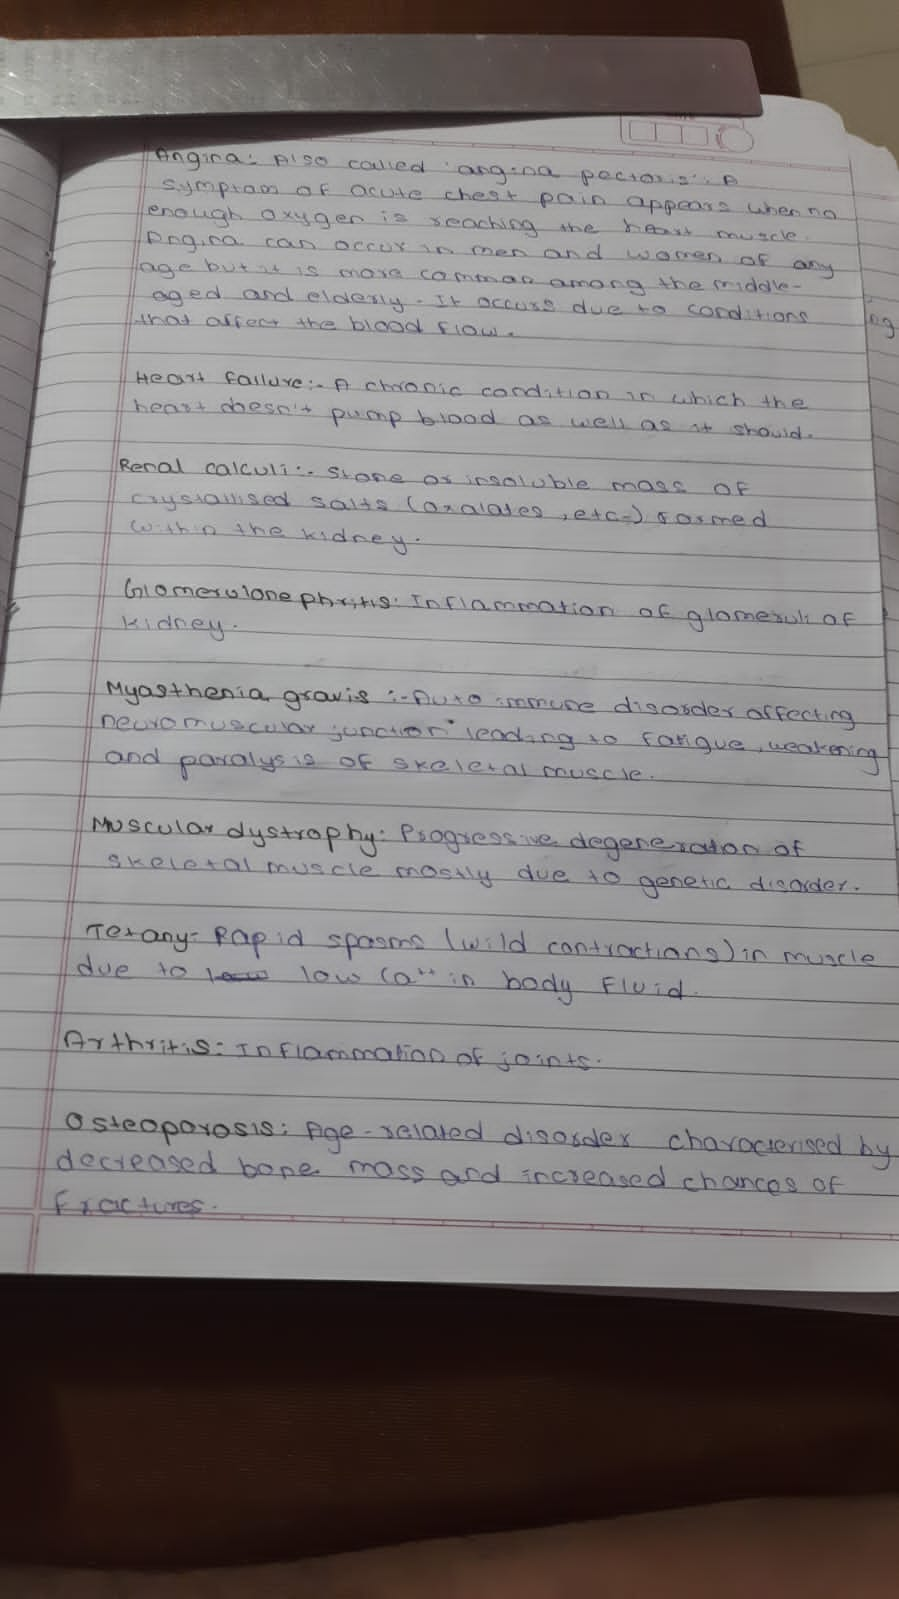 Angina:- Also called 'angina pectoris'. A
symptom of acute chest pain appears when no
enough oxygen is reaching the heart muscle.
Angina can occur in men and women of any
age but it is more common among the middle-
aged and elderly. It occurs due to conditions
that affect the blood flow.
Heart failure:- A chronic condition in which the
heart doesn't pump blood as well as it should.
Renal calculi:- Stone or insoluble mass of
crystallised salts (oxalates, etc.) formed
within the kidney.
Glomerulonephritis: Inflammation of glomeruli of
kidney.
Myasthenia gravis :- Auto immune disorder affecting
neuromuscular junction leading to fatigue, weakening
and paralysis of skeletal muscle.
Muscular dystrophy: Progressive degeneration of
skeletal muscle mostly due to genetic disorder.
Tetany: Rapid spasms (wild contractions) in muscle
due to low Ca++ in body fluid.
Arthritis: Inflammation of joints.
Osteoporosis: Age-related disorder characterised by
decreased bone mass and increased chances of
fractures.